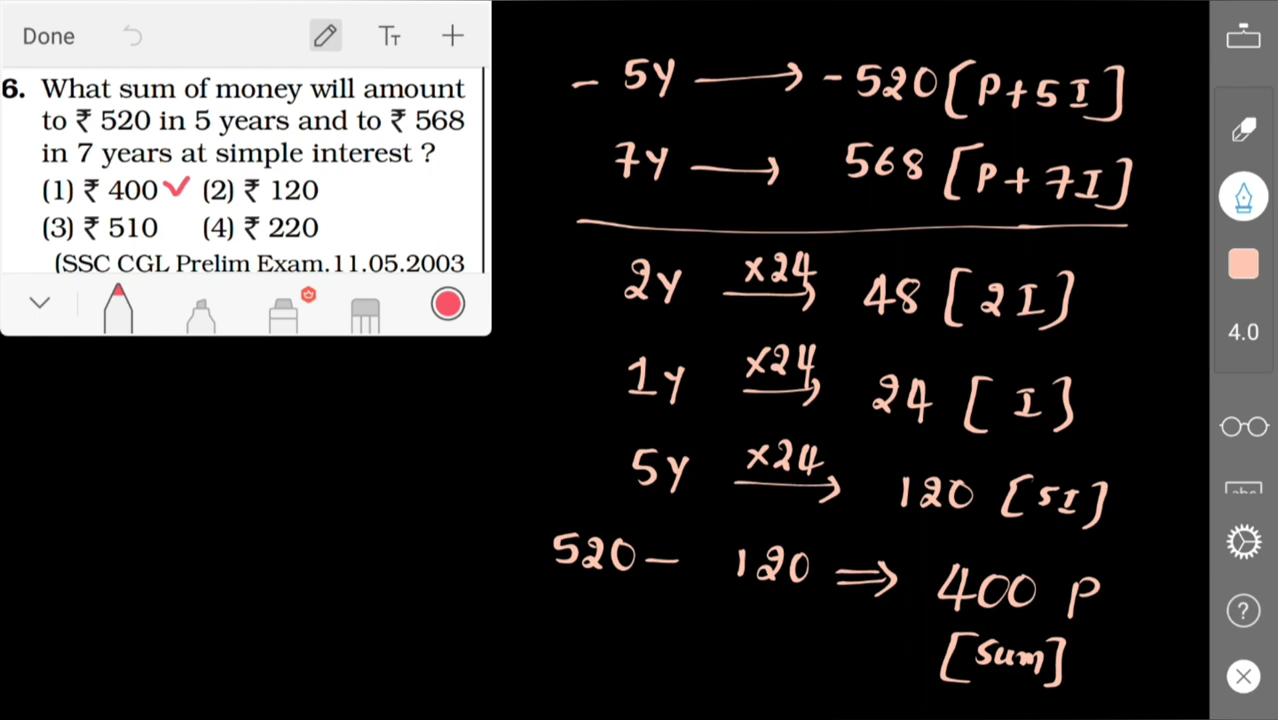 Done
Tт
6. What sum of money will amount
to ₹ 520 in 5 years and to ₹ 568
in 7 years at simple interest ?
(1) ₹ 400 (2) ₹ 120
(3) ₹ 510 (4) ₹ 220
(SSC CGL Prelim Exam.11.05.2003
- 5Y → - 520 [P+5I]
7Y → 568 [P+7I]
2Y ×24 → 48 [2I]
1Y ×24 → 24 [I]
5Y ×24 → 120 [5I]
520 - 120 ⇒ 400 P
[Sum]
4.0
abc